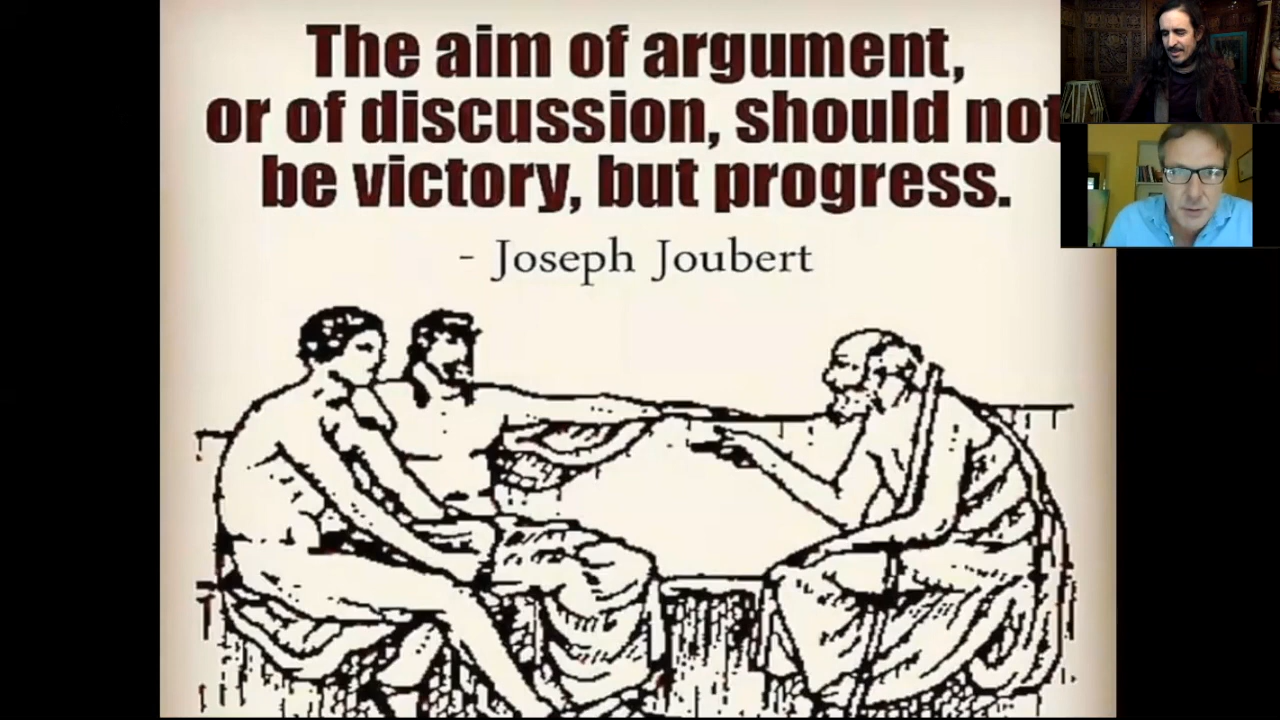 The aim of argument,
or of discussion, should not
be victory, but progress.
- Joseph Joubert